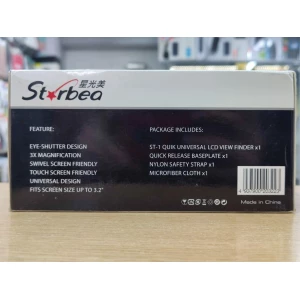 星光美
Starbea
FEATURE:
EYE-SHUTTER DESIGN
3X MAGNIFICATION
SWIVEL SCREEN FRIENDLY
TOUCH SCREEN FRIENDLY
UNIVERSAL DESIGN
FITS SCREEN SIZE UP TO 3.2"
PACKAGE INCLUDES:
ST-1 QUIK UNIVERSAL LCD VIEW FINDER x1
QUICK RELEASE BASEPLATE x1
NYLON SAFETY STRAP x1
MICROFIBER CLOTH x1
Made in China